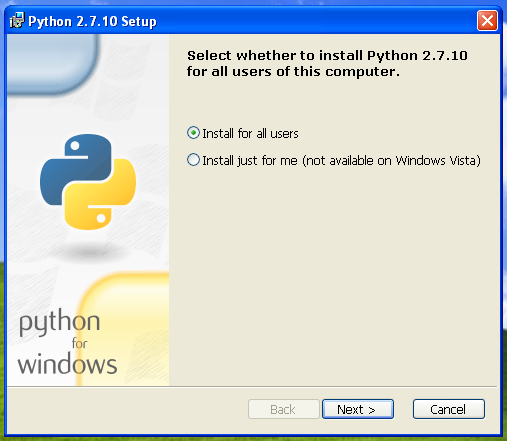 Python 2.7.10 Setup
Select whether to install Python 2.7.10
for all users of this computer.
Install for all users
Install just for me (not available on Windows Vista)
python
for
windows
Back
Next >
Cancel